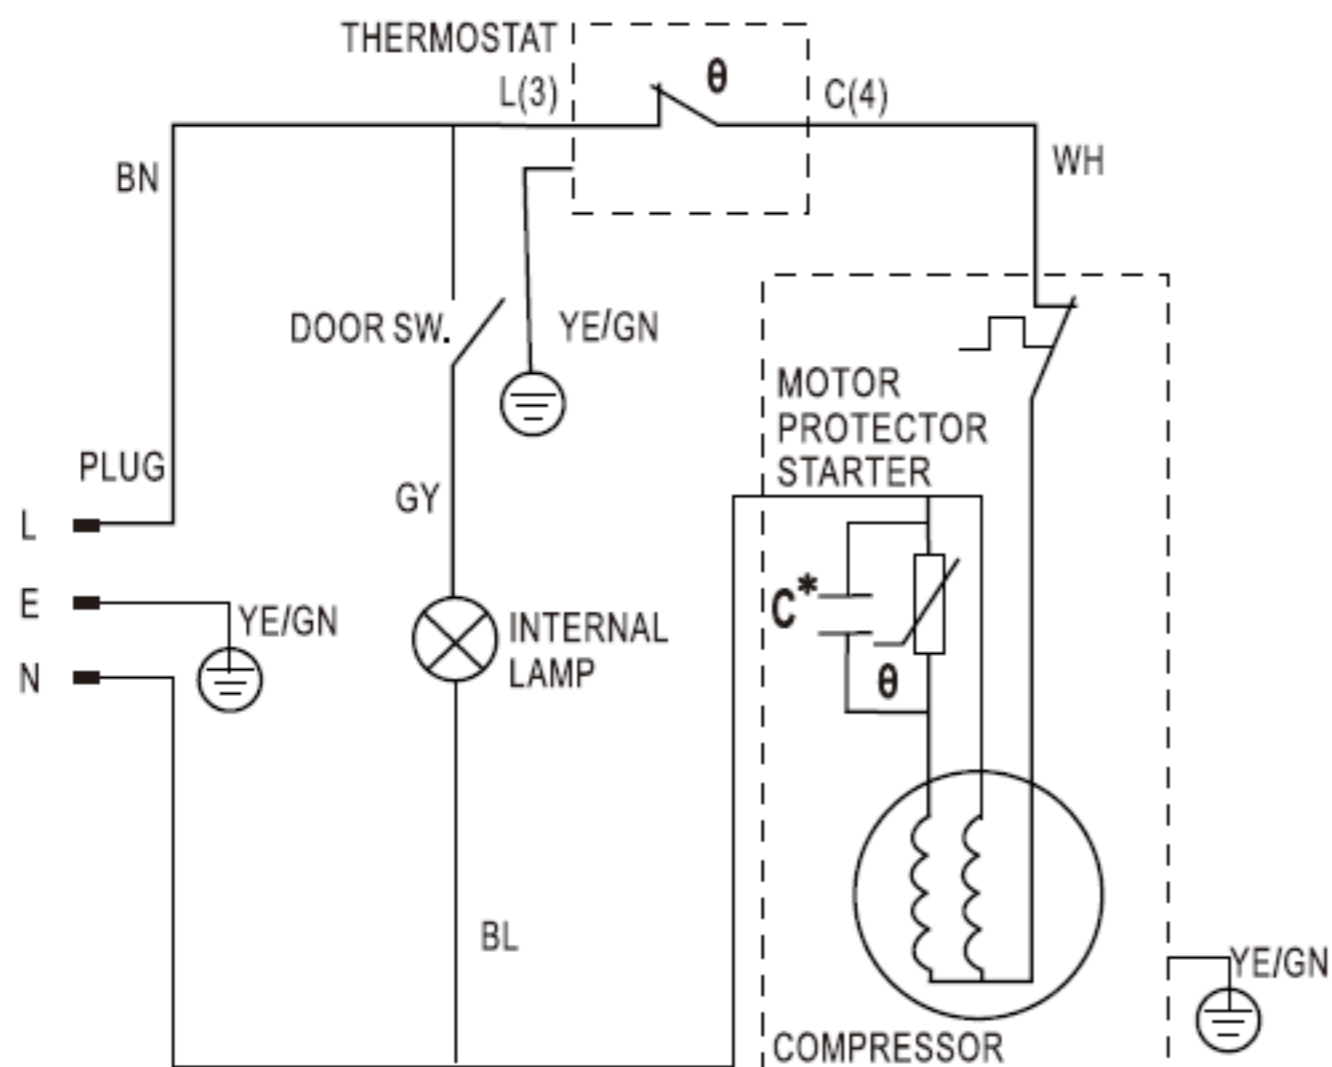 THERMOSTAT
θ
L(3)
C(4)
BN
WH
DOOR SW.
YE/GN
MOTOR
PROTECTOR
STARTER
PLUG
GY
L
C*
E
YE/GN
INTERNAL
LAMP
N
θ
BL
YE/GN
COMPRESSOR